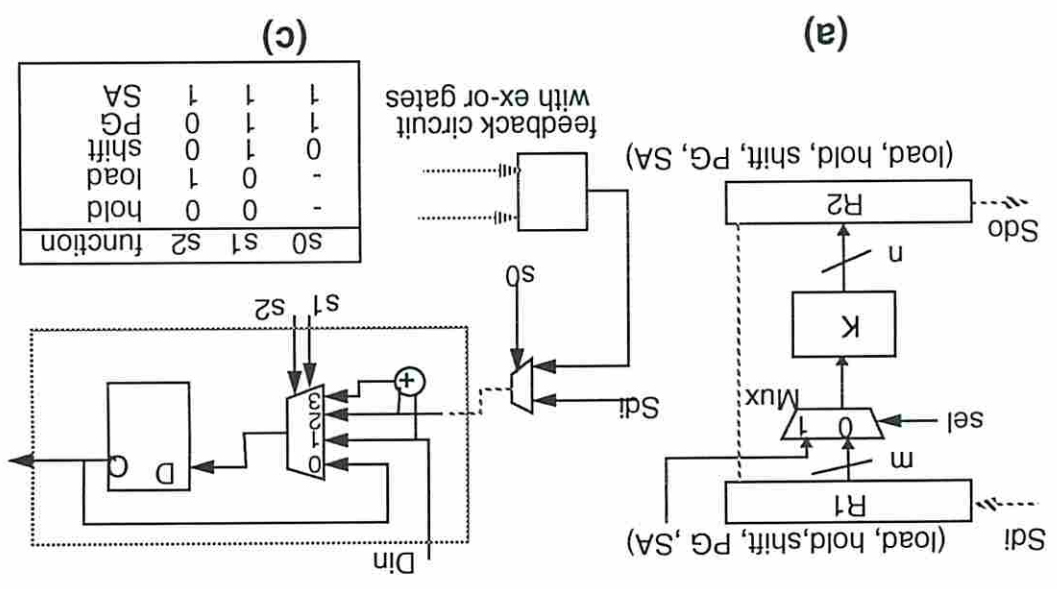 Sdi
(load, hold,shift, PG, SA)
R1
m
sel
0 1
Mux
K
n
Sdo
R2
(load, hold, shift, PG, SA)
(a)
Din
0
1
2
3
+
D Q
Sdi
s0
s1 s2
feedback circuit
with ex-or gates
s0 s1 s2 function
- 0 0 hold
- 0 1 load
0 1 0 shift
1 1 0 PG
1 1 1 SA
(c)